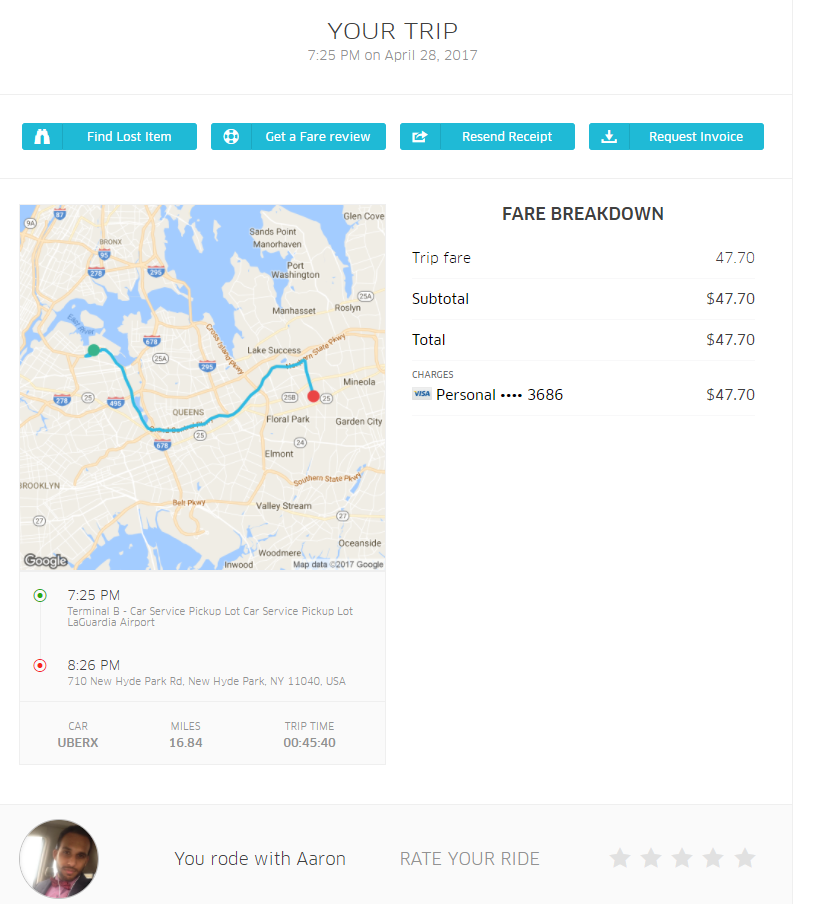 YOUR TRIP
7:25 PM on April 28, 2017
Find Lost Item
Get a Fare review
Resend Receipt
Request Invoice
87
9A
Glen Cove
BRONX
Sands Point
Manorhaven
95
278
295
Port
Washington
25A
Manhasset
Roslyn
East River
678
Cross Island Pkwy
25A
295
Lake Success
Northern State Pkwy
Mineola
278
25
495
25B
25
QUEENS
Floral Park
Garden City
Grand Central Pkwy
25
678
24
Elmont
BROOKLYN
Southern State Pkwy
Belt Pkwy
Valley Stream
27
27
Oceanside
Woodmere
Google
Inwood
Map data ©2017 Google
7:25 PM
Terminal B - Car Service Pickup Lot Car Service Pickup Lot
LaGuardia Airport
8:26 PM
710 New Hyde Park Rd, New Hyde Park, NY 11040, USA
CAR
MILES
TRIP TIME
UBERX
16.84
00:45:40
FARE BREAKDOWN
Trip fare 47.70
Subtotal $47.70
Total $47.70
CHARGES
VISA Personal •••• 3686 $47.70
You rode with Aaron
RATE YOUR RIDE